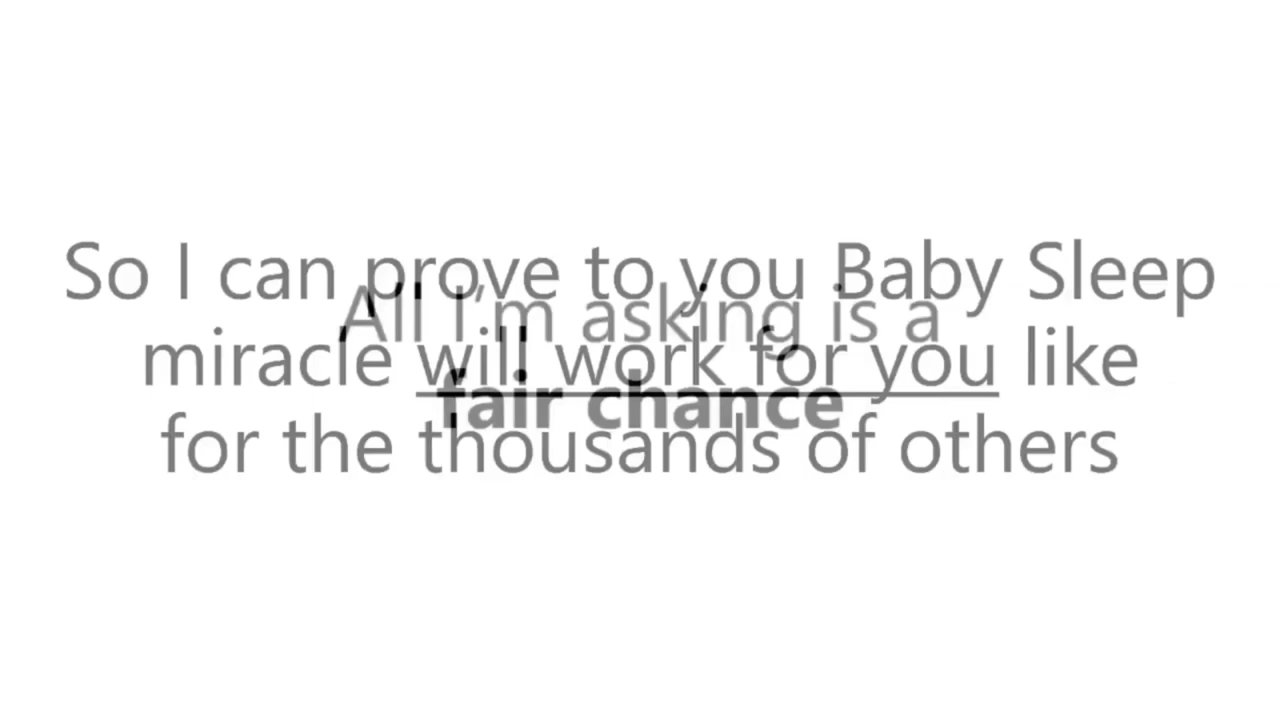 All I'm asking is a
fair chance
So I can prove to you Baby Sleep
miracle will work for you like
for the thousands of others